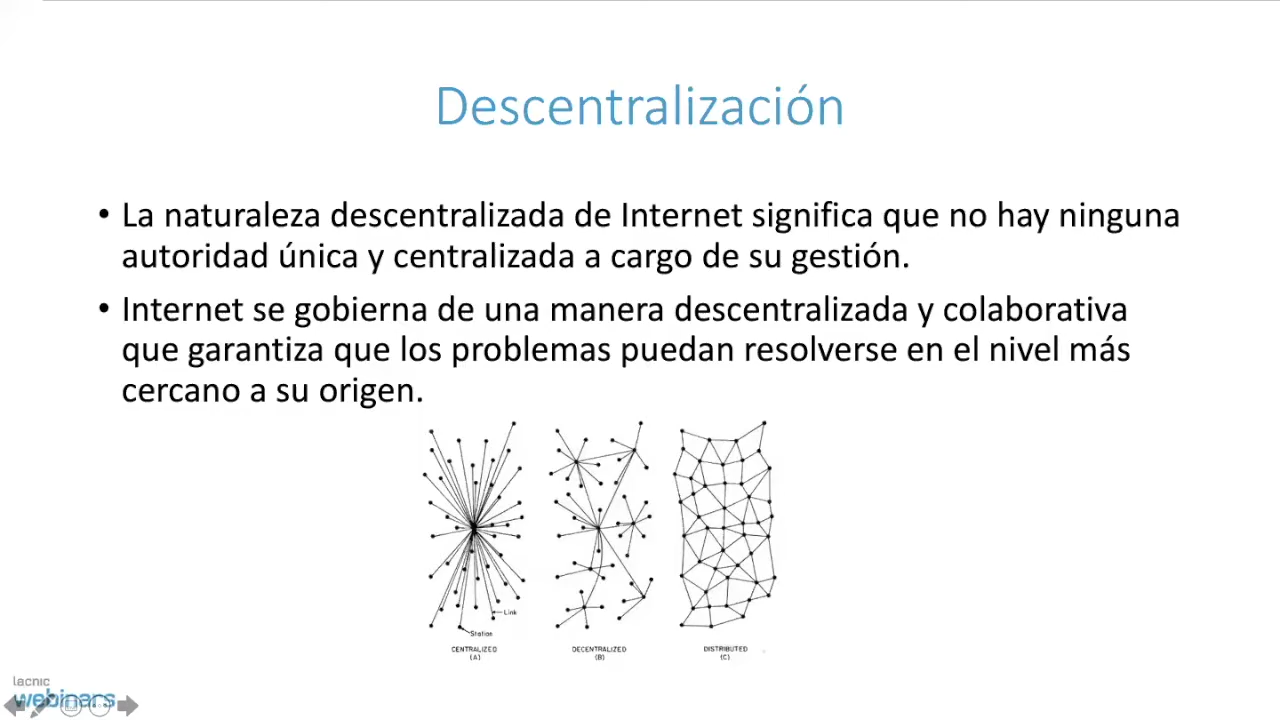 Descentralización
• La naturaleza descentralizada de Internet significa que no hay ninguna
autoridad única y centralizada a cargo de su gestión.
• Internet se gobierna de una manera descentralizada y colaborativa
que garantiza que los problemas puedan resolverse en el nivel más
cercano a su origen.
Link
Station
CENTRALIZED
(A)
DECENTRALIZED
(B)
DISTRIBUTED
(C)
lacnic
webinars